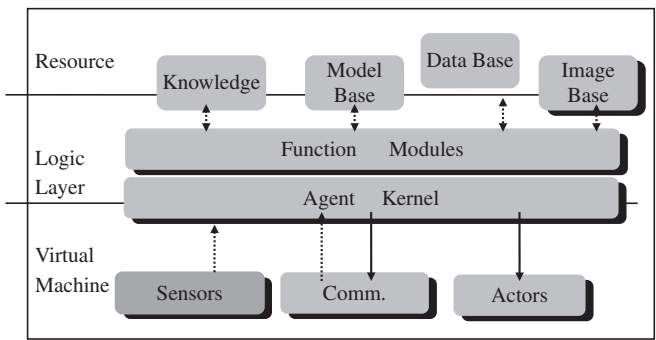 Resource
Knowledge
Model
Base
Data Base
Image
Base
Logic
Layer
Function Modules
Agent Kernel
Virtual
Machine
Sensors
Comm.
Actors